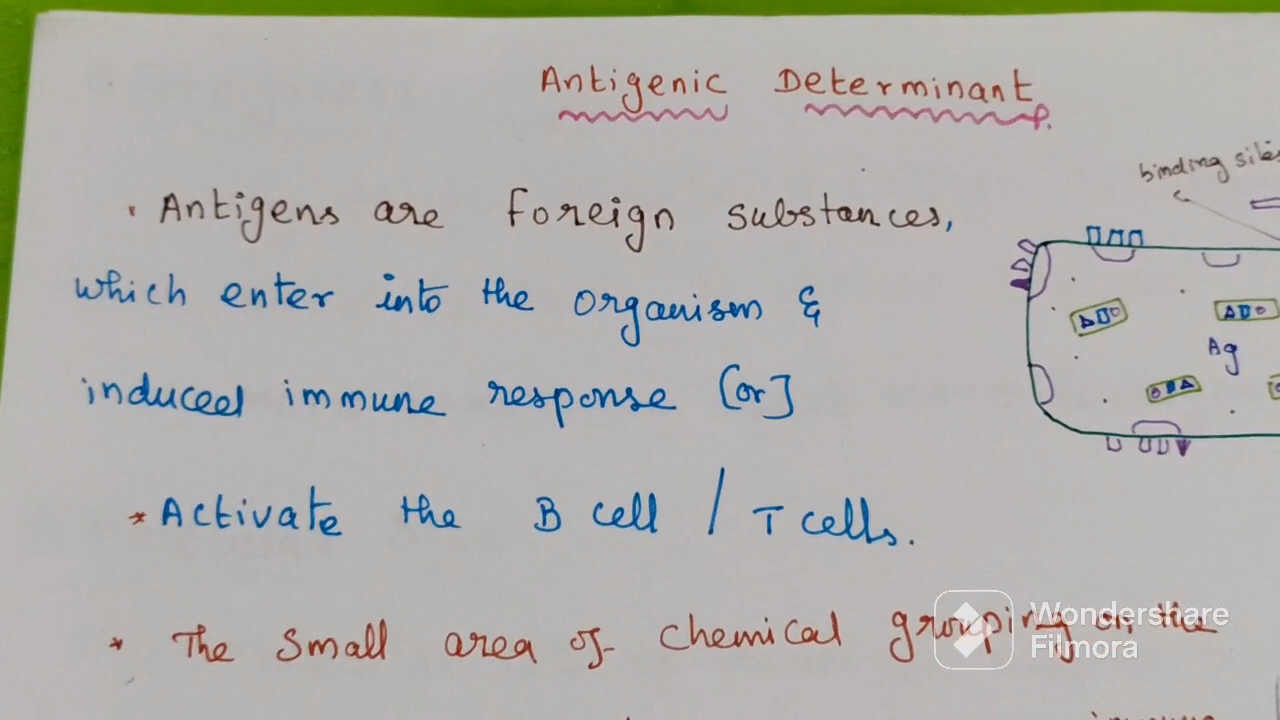 Antigenic Determinant
binding sites
• Antigens are foreign substances,
which enter into the organism &
induced immune response [or]
Ag
* Activate the B cell / T cells.
* The small area of chemical grouping on the
Wondershare
Filmora